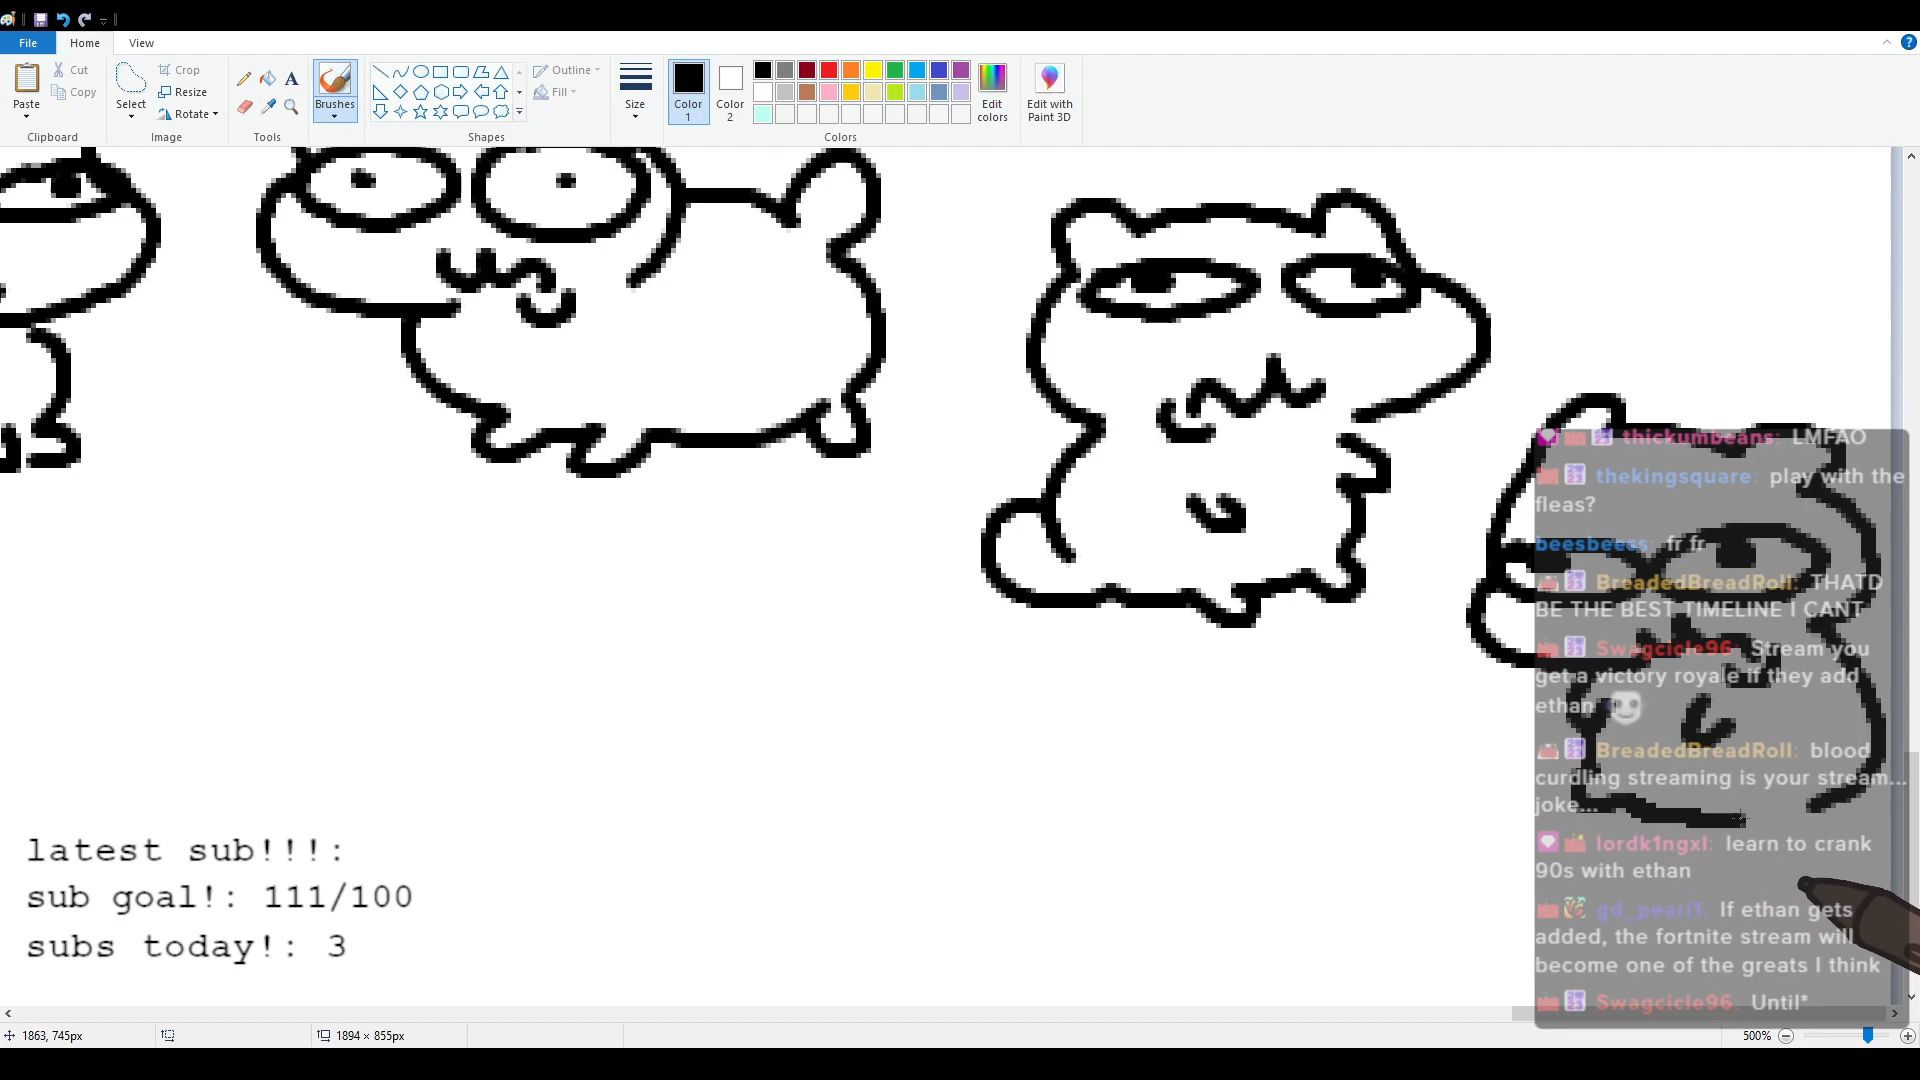 File Home View
Paste Cut Copy Clipboard
Select Crop Resize Rotate Image
A Tools
Brushes
Outline Fill Shapes
Size
Color 1 Color 2 Edit colors Colors
Edit with Paint 3D
thickumbeans: LMFAO
thekingsquare: play with the
fleas?
beesbeess: fr fr
BreadedBreadRoll: THATD
BE THE BEST TIMELINE I CANT
Swagcicle96: Stream you
get a victory royale if they add
ethan
BreadedBreadRoll: blood
curdling streaming is your stream...
joke...
lordk1ngxl: learn to crank
90s with ethan
gd_pearl1: If ethan gets
added, the fortnite stream will
become one of the greats I think
Swagcicle96: Until*
latest sub!!!:
sub goal!: 111/100
subs today!: 3
1863, 745px 1894 × 855px 500%